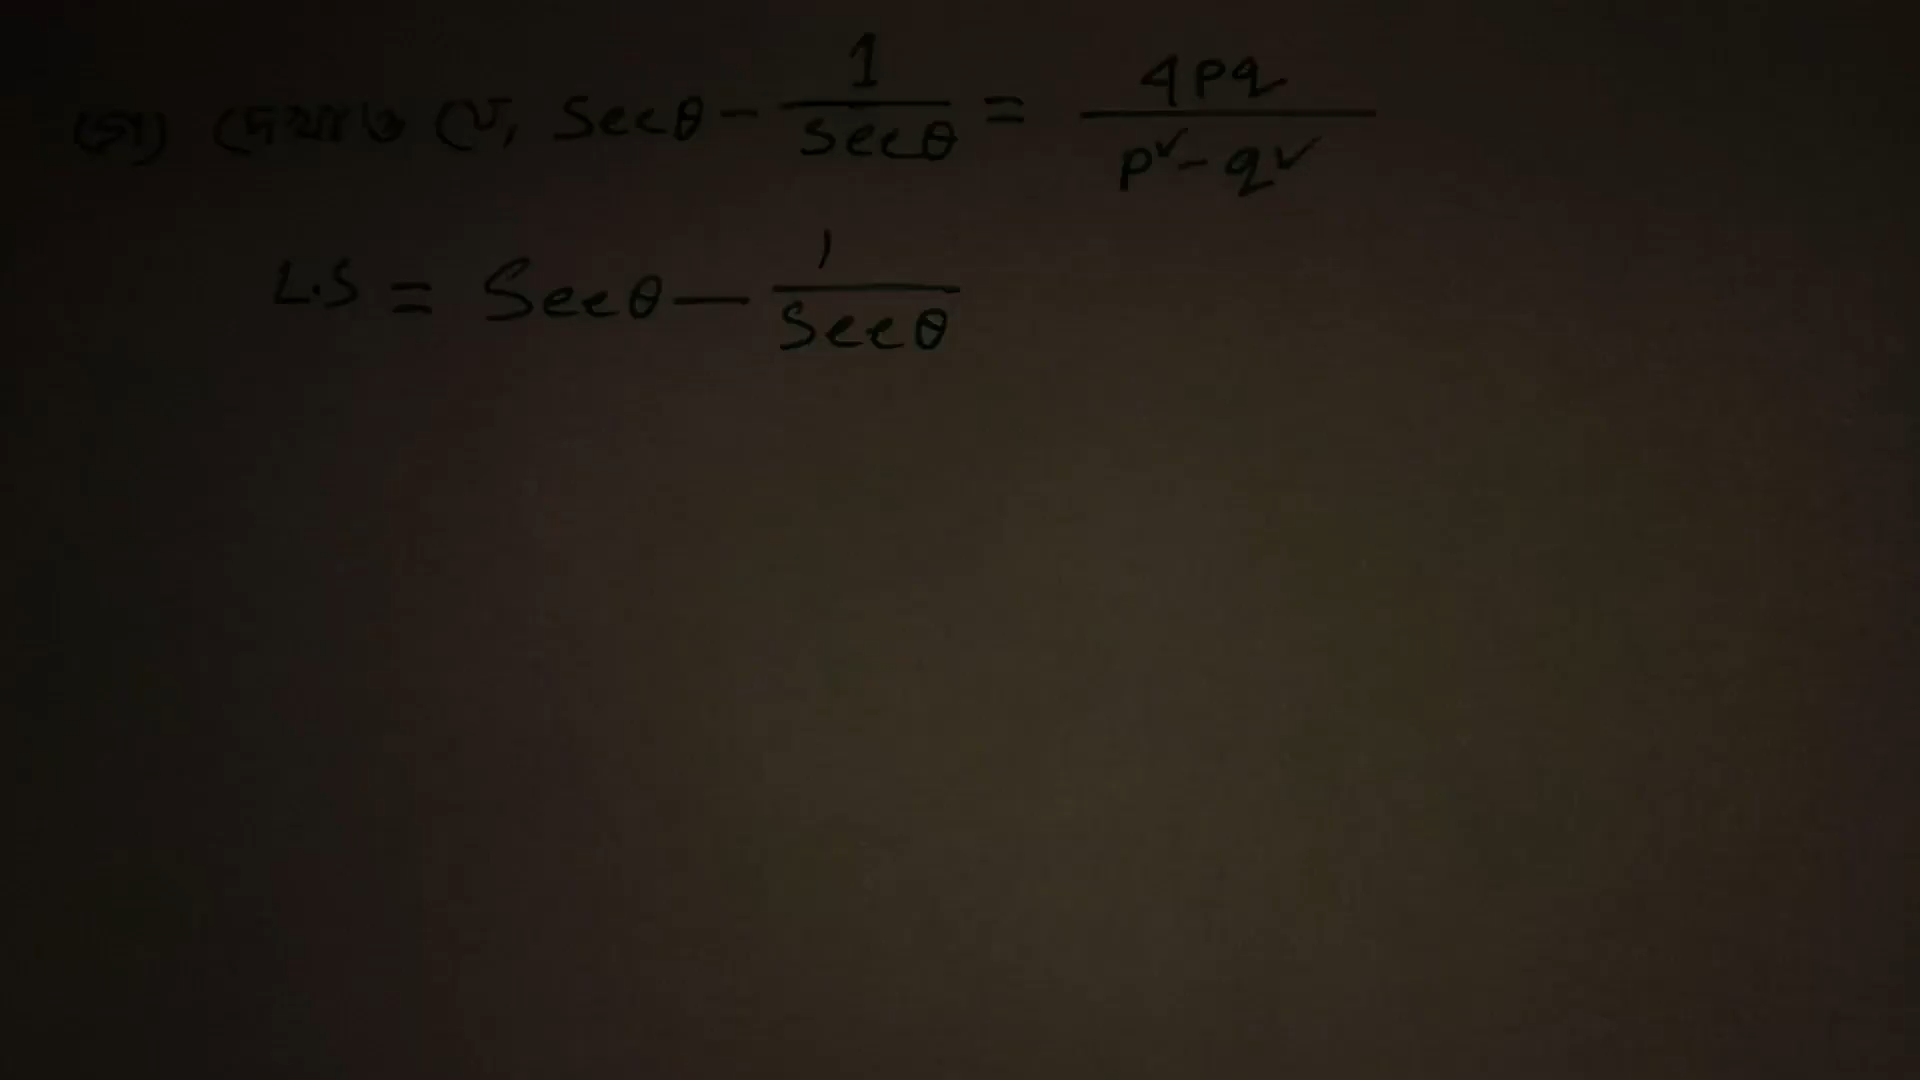 (গ) দেখাও যে, Secθ - 1/Secθ = 4pq/p² - q²
L.S = Secθ - 1/Secθ